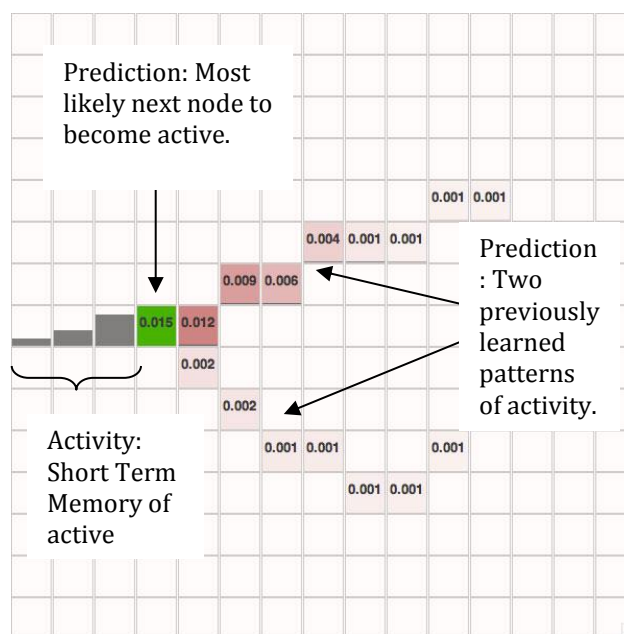 Prediction: Most
likely next node to
become active.
0.001 0.001
0.004 0.001 0.001
Prediction
: Two
previously
learned
patterns
of activity.
0.009 0.006
0.015 0.012
0.002
0.002
0.001 0.001 0.001
0.001 0.001
Activity:
Short Term
Memory of
active